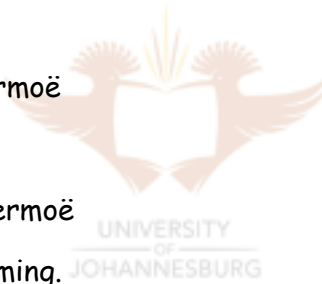 rmoë
ermoë
UNIVERSITY
OF
JOHANNESBURG
ming.